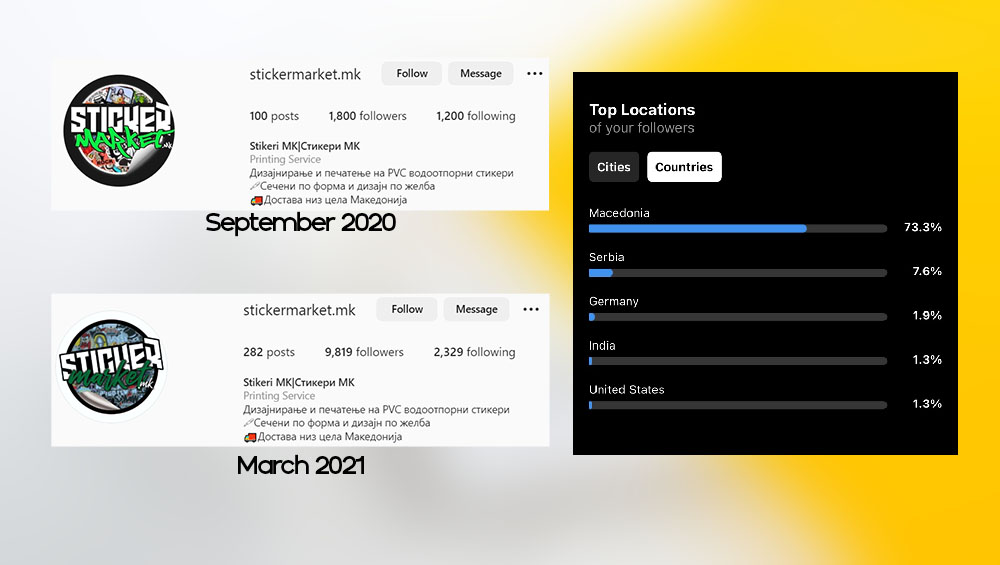 STICKER
MARKET.MK
stickermarket.mk Follow Message
100 posts 1,800 followers 1,200 following
Stikeri MK|Стикери МК
Printing Service
Дизајнирање и печатење на PVC водоотпорни стикери
Сечени по форма и дизајн по желба
Достава низ цела Македонија
September 2020
STICKER
market.mk
stickermarket.mk Follow Message
282 posts 9,819 followers 2,329 following
Stikeri MK|Стикери МК
Printing Service
Дизајнирање и печатење на PVC водоотпорни стикери
Сечени по форма и дизајн по желба
Достава низ цела Македонија
March 2021
Top Locations
of your followers
Cities Countries
Macedonia
73.3%
Serbia
7.6%
Germany
1.9%
India
1.3%
United States
1.3%